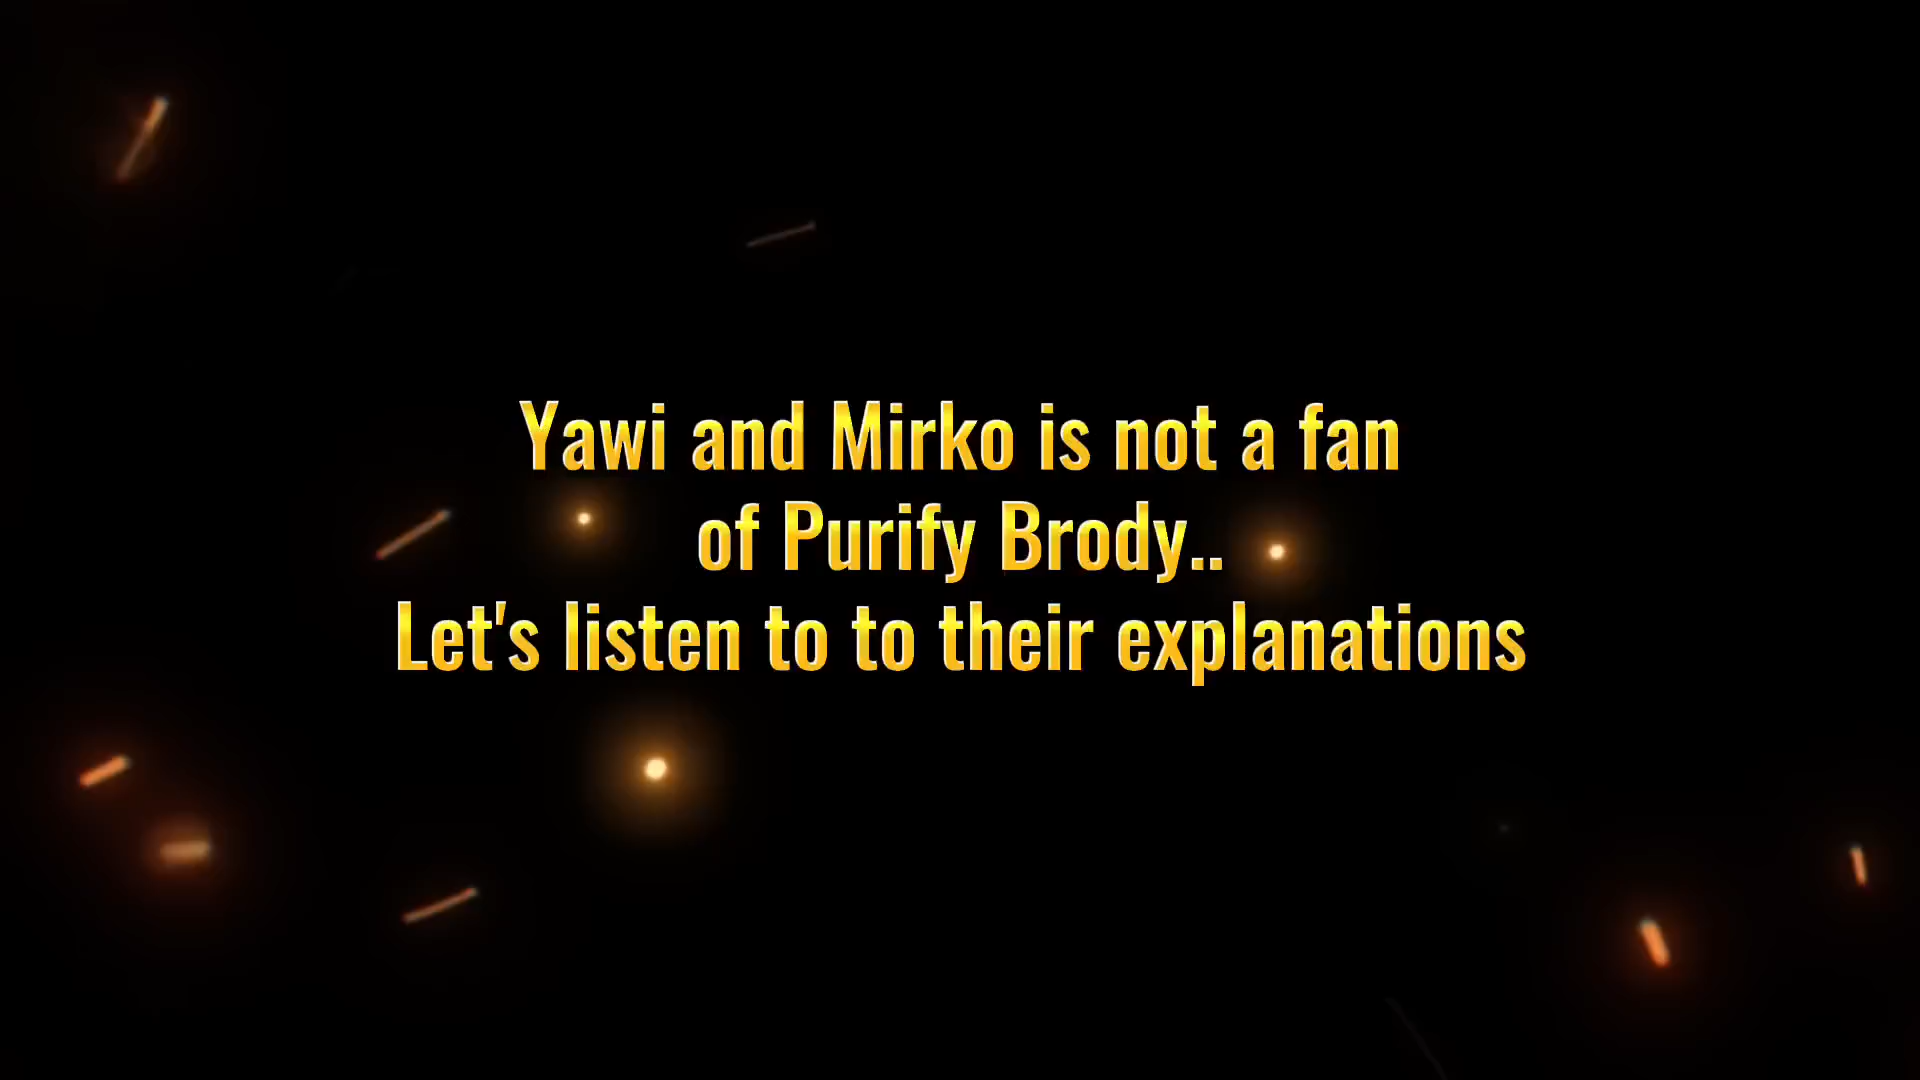 Yawi and Mirko is not a fan
of Purify Brody..
Let's listen to to their explanations